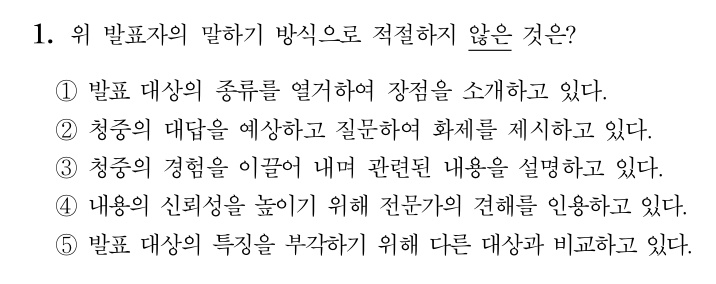 1. 위 발표자의 말하기 방식으로 적절하지 않은 것은?
① 발표 대상의 종류를 열거하여 장점을 소개하고 있다.
② 청중의 대답을 예상하고 질문하여 화제를 제시하고 있다.
③ 청중의 경험을 이끌어 내며 관련된 내용을 설명하고 있다.
④ 내용의 신뢰성을 높이기 위해 전문가의 견해를 인용하고 있다.
⑤ 발표 대상의 특징을 부각하기 위해 다른 대상과 비교하고 있다.